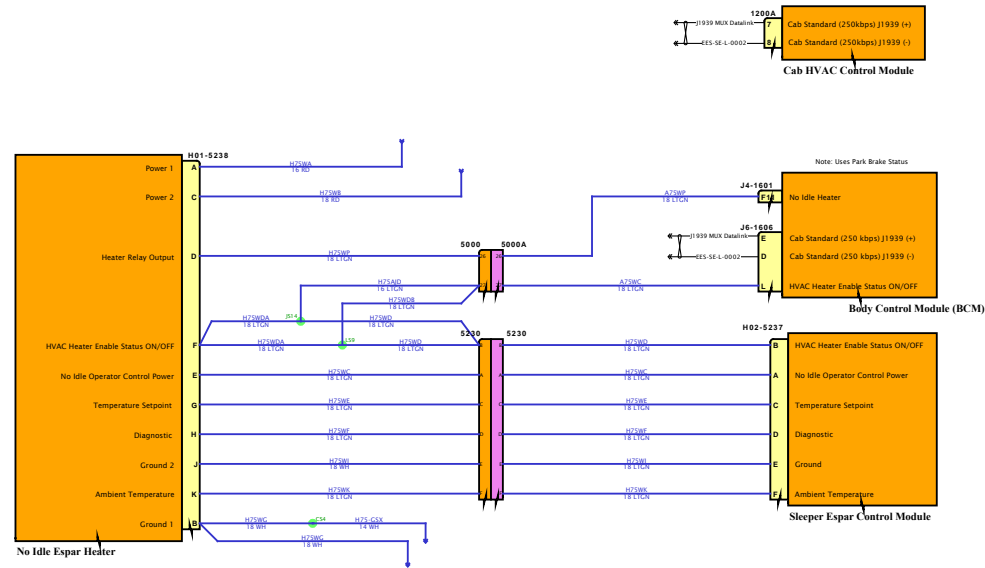 1200A
J1939 MUX Datalink
7
Cab Standard (250kbps) J1939 (+)
EES-SE-L-0002
8
Cab Standard (250kbps) J1939 (-)
Cab HVAC Control Module
H01-5238
Note: Uses Park Brake Status
Power 1
A
H75WA
16 RD
J4-1601
Power 2
C
H75WB
18 RD
A75WP
18 LTGN
No Idle Heater
J6-1606
5000
5000A
J1939 MUX Datalink
E
Cab Standard (250 kbps) J1939 (+)
Heater Relay Output
D
H75WP
18 LTGN
26
26
EES-SE-L-0002
D
Cab Standard (250 kbps) J1939 (-)
H75AJD
16 LTGN
A75WC
18 LTGN
L
HVAC Heater Enable Status ON/OFF
H75WDB
18 LTGN
Body Control Module (BCM)
H75WDA
18 LTGN
JS14
H75WD
18 LTGN
5230
5230
H02-5237
HVAC Heater Enable Status ON/OFF
F
H75WDA
18 LTGN
H75WD
18 LTGN
H75WD
18 LTGN
B
HVAC Heater Enable Status ON/OFF
No Idle Operator Control Power
E
H75WC
18 LTGN
A
A
H75WC
18 LTGN
A
No Idle Operator Control Power
Temperature Setpoint
G
H75WE
18 LTGN
C
C
H75WE
18 LTGN
C
Temperature Setpoint
Diagnostic
H
H75WF
18 LTGN
D
D
H75WF
18 LTGN
D
Diagnostic
Ground 2
J
H75WJ
18 WH
E
E
H75WJ
18 LTGN
E
Ground
Ambient Temperature
K
H75WK
18 LTGN
H75WK
18 LTGN
F
Ambient Temperature
Ground 1
B
H75WG
18 WH
H75-GSX
14 WH
Sleeper Espar Control Module
H75WG
18 WH
No Idle Espar Heater